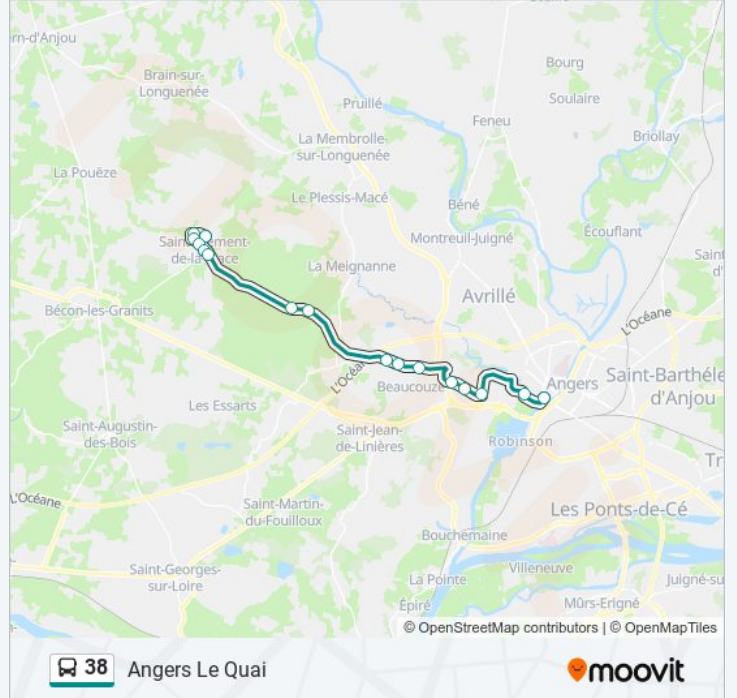 ern-d'Anjou
Bourg
Brain-sur-
Longuenée
Soulaire
Pruillé
Feneu
Briollay
La Membrolle-
sur-Longuenée
La Pouëze
Le Plessis-Macé
Béné
Écouflant
Montreuil-Juigné
La Meignanne
Avrillé
Bécon-les-Granits
L'Océane
Angers
Saint-Barthéle
d'Anjou
Beaucouzé
Les Essarts
Saint-Augustin-
des-Bois
Saint-Jean-
de-Linières
Robinson
Tr
L'Océane
Saint-Martin-
du-Fouilloux
Les Ponts-de-Cé
Bouchemaine
Saint-Georges-
sur-Loire
Villeneuve
La Pointe
Juigné-su
Épiré
Mûrs-Erigné
© OpenStreetMap contributors | © OpenMapTiles
38 Angers Le Quai
moovit